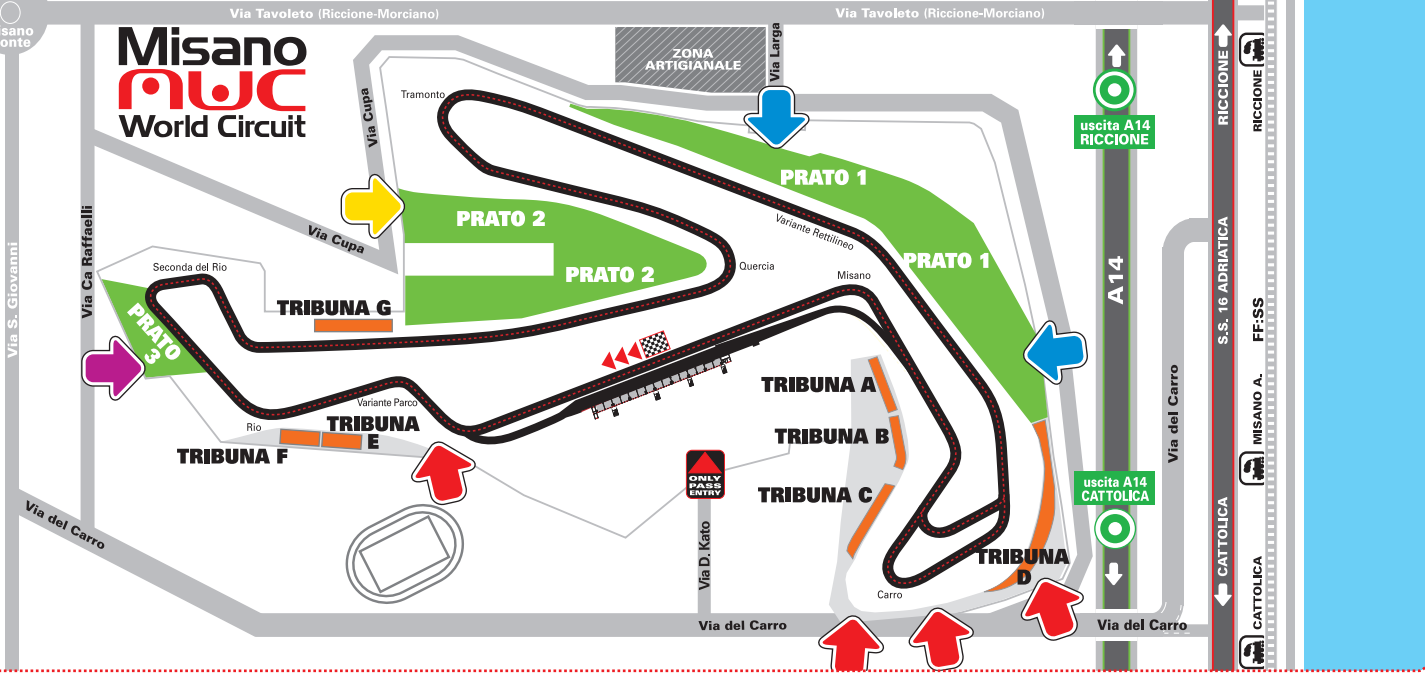 Via Tavoleto (Riccione-Morciano)
Via Tavoleto (Riccione-Morciano)
Misano
World Circuit
ZONA
ARTIGIANALE
Via Larga
Via Cupa
Via Cupa
Tramonto
uscita A14
RICCIONE
RICCIONE
RICCIONE
PRATO 1
PRATO 1
PRATO 2
PRATO 2
Variante Rettilineo
Quercia
Misano
Seconda del Rio
Via Ca Raffaelli
Via S. Giovanni
TRIBUNA G
PRATO
3
A14
S.S. 16 ADRIATICA
FF:SS
MISANO A.
Via del Carro
TRIBUNA A
TRIBUNA B
TRIBUNA C
Variante Parco
TRIBUNA
E
Rio
TRIBUNA F
ONLY
PASS
ENTRY
uscita A14
CATTOLICA
CATTOLICA
CATTOLICA
Via del Carro
Via D. Kato
TRIBUNA
D
Carro
Via del Carro
Via del Carro